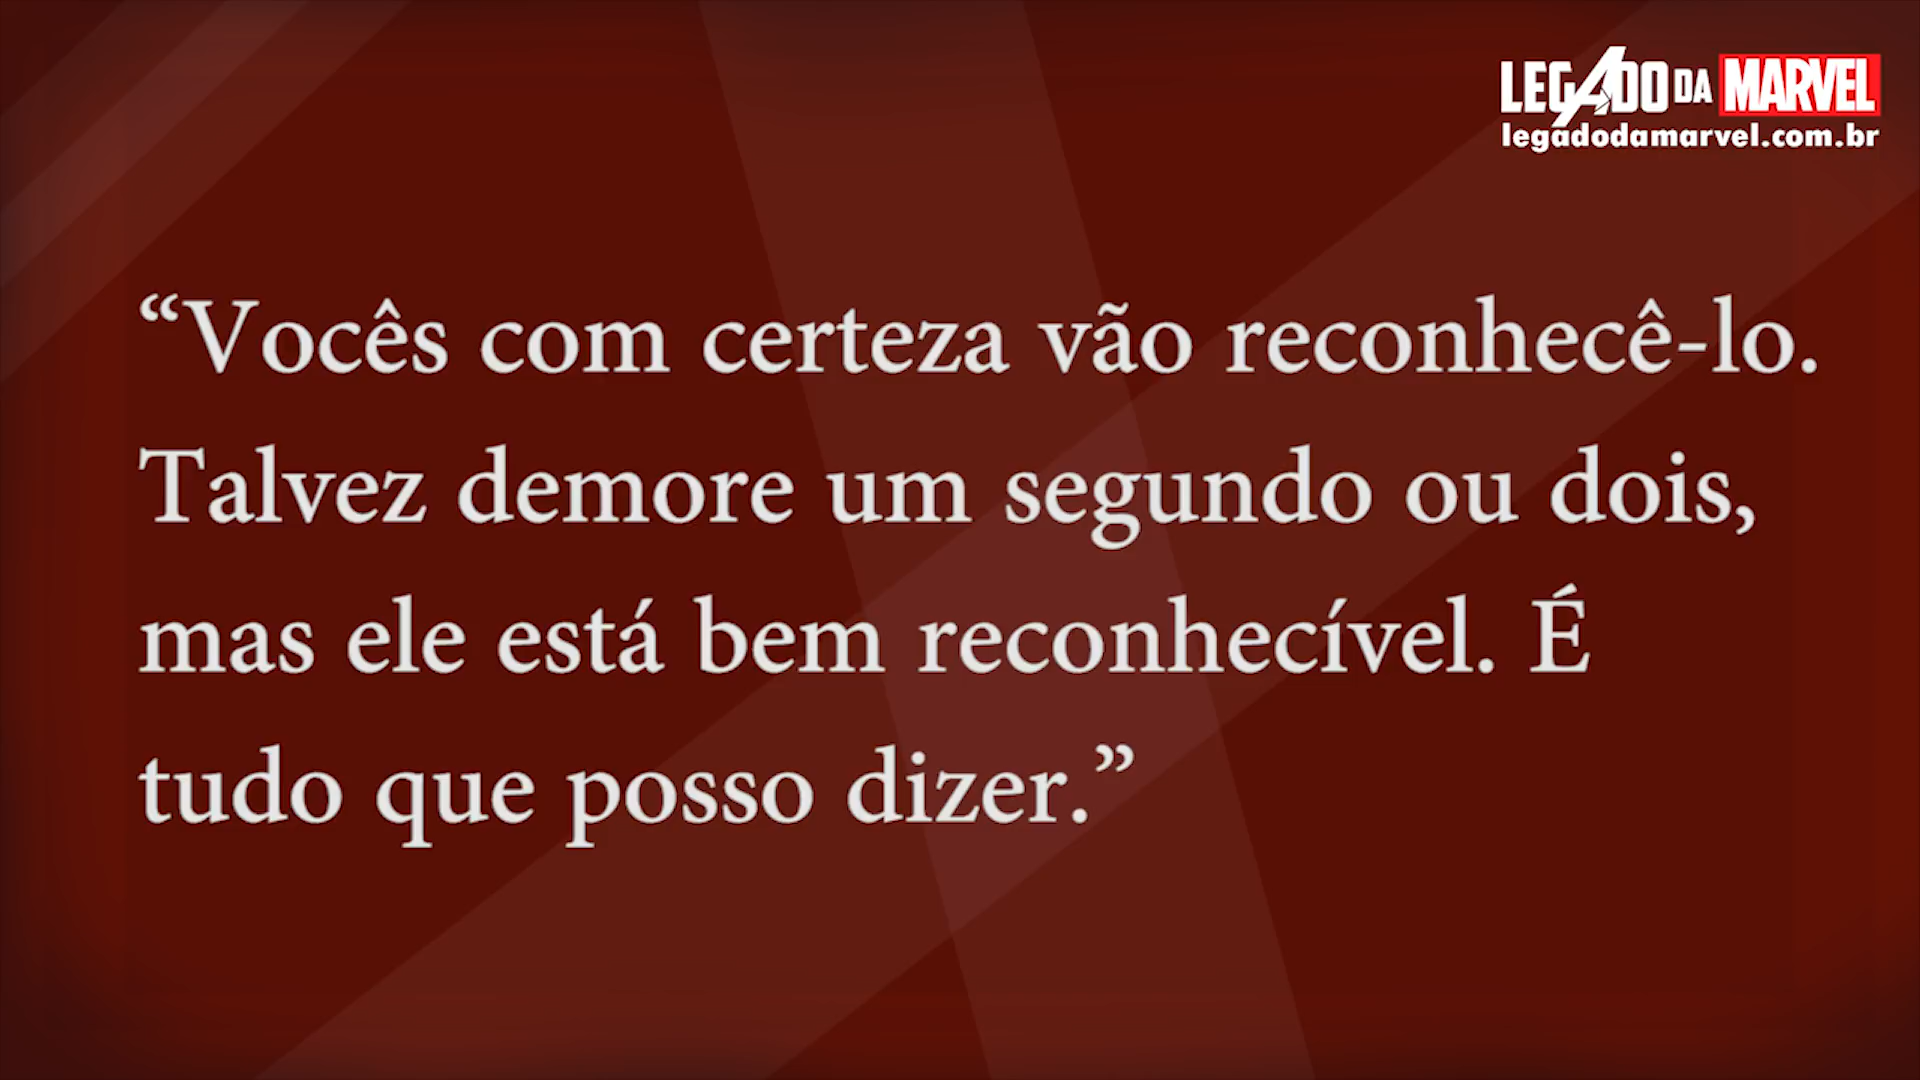 LEGADO DA MARVEL
legadodamarvel.com.br
“Vocês com certeza vão reconhecê-lo.
Talvez demore um segundo ou dois,
mas ele está bem reconhecível. É
tudo que posso dizer.”